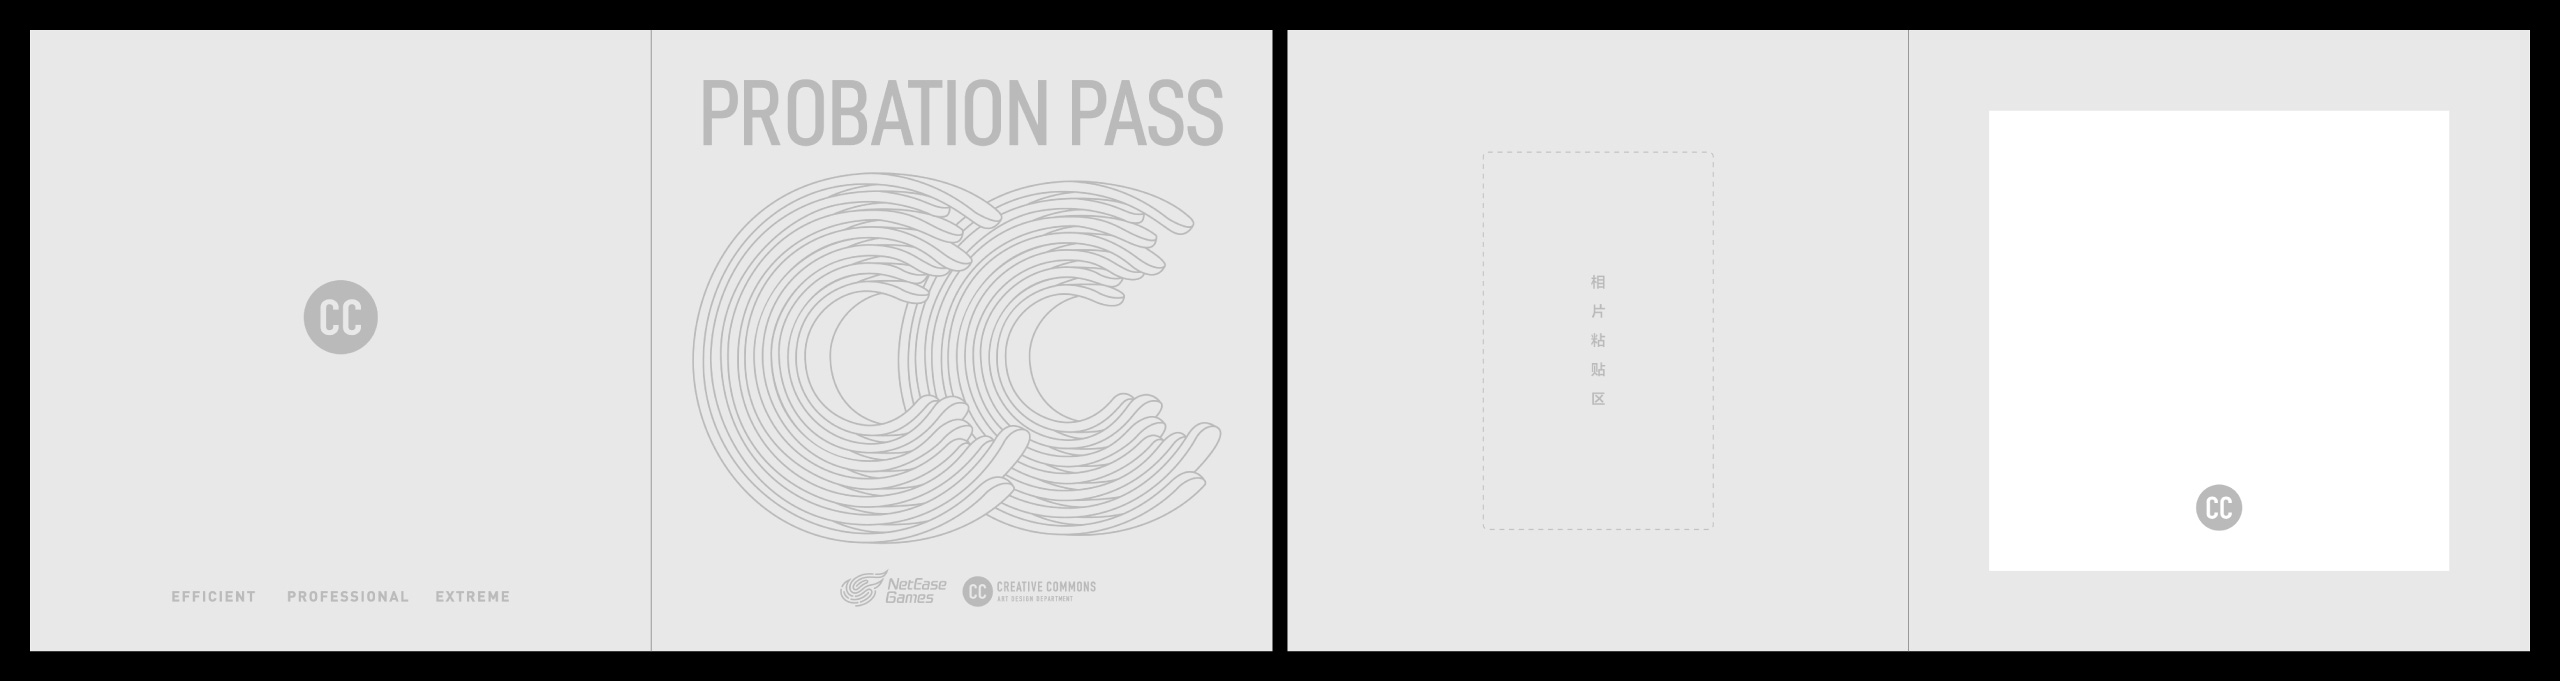 CC
EFFICIENT PROFESSIONAL EXTREME
PROBATION PASS
NetEase
Games
CC
CREATIVE COMMONS
ART DESIGN DEPARTMENT
相片粘贴区
CC